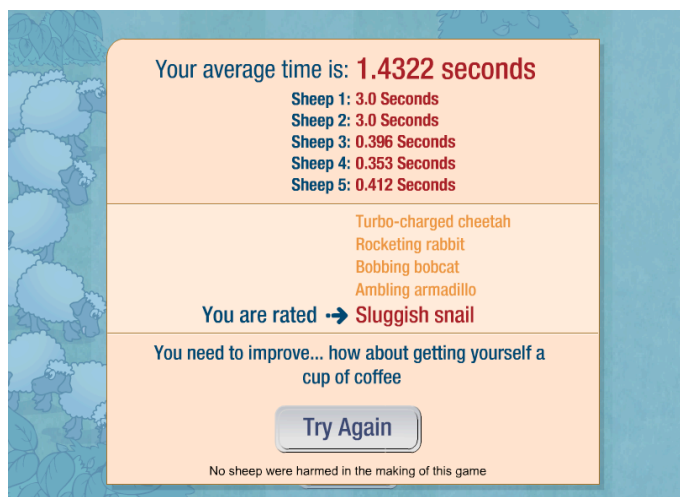 Your average time is: 1.4322 seconds
Sheep 1: 3.0 Seconds
Sheep 2: 3.0 Seconds
Sheep 3: 0.396 Seconds
Sheep 4: 0.353 Seconds
Sheep 5: 0.412 Seconds
Turbo-charged cheetah
Rocketing rabbit
Bobbing bobcat
Ambling armadillo
You are rated ➔ Sluggish snail
You need to improve... how about getting yourself a
cup of coffee
Try Again
No sheep were harmed in the making of this game